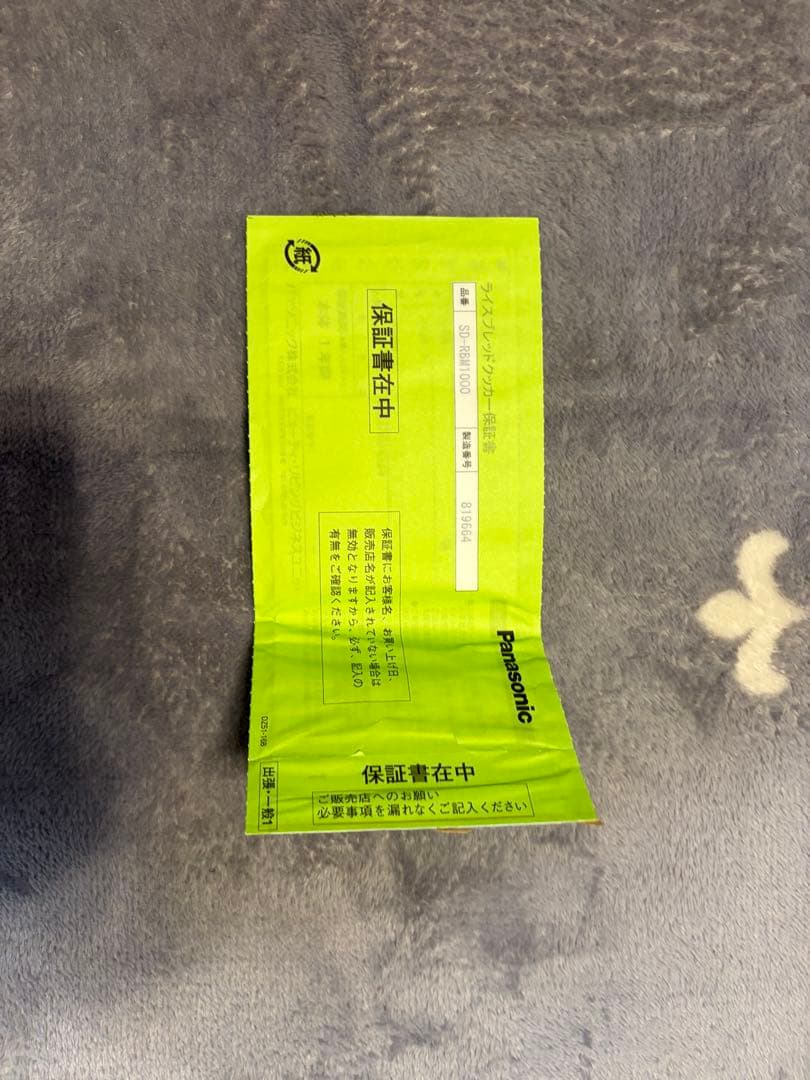 Panasonic
ライスブレッドクッカー保証書
品番 SD-RBM1000 製造番号 819664
保証書在中
保証書にお客様名、お買い上げ日、
販売店名が記入されていない場合は
無効となりますから、必ず、記入の
有無をご確認ください。
紙
DZ51-168
保証書在中
ご販売店へのお願い
必要事項を漏れなくご記入ください
出張・一般1
本体 1年間